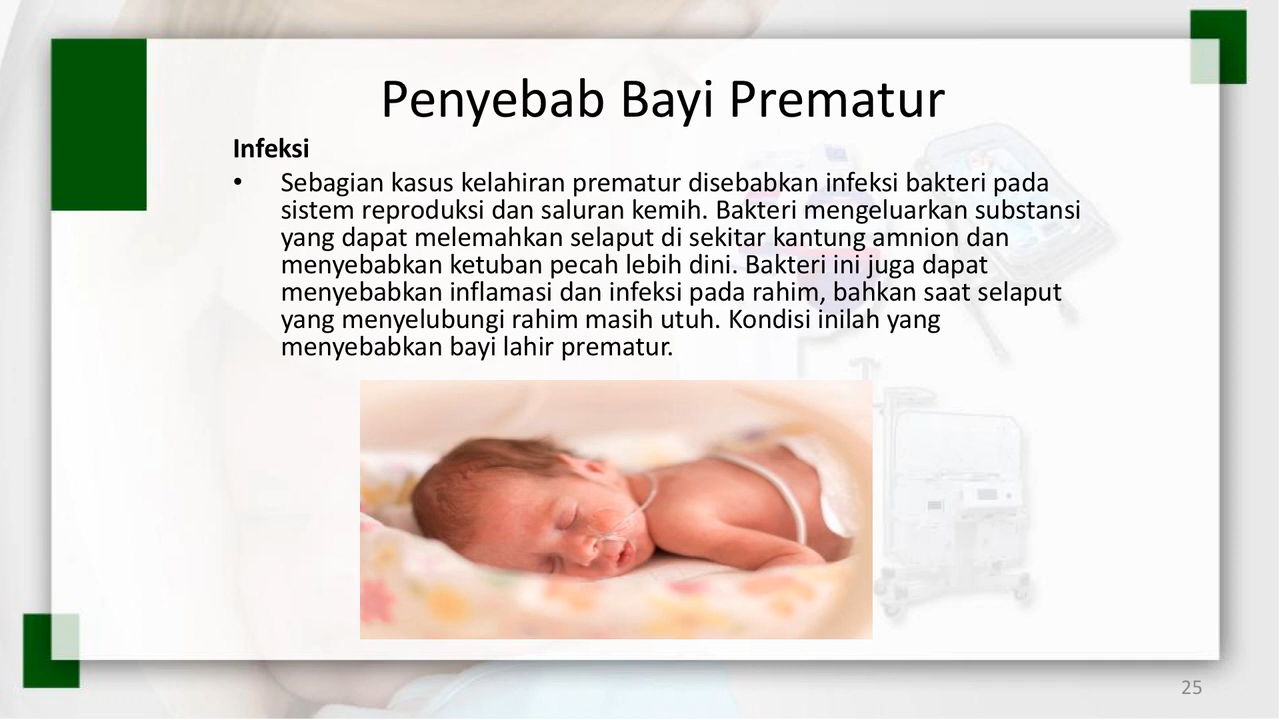 Penyebab Bayi Prematur
Infeksi
• Sebagian kasus kelahiran prematur disebabkan infeksi bakteri pada
sistem reproduksi dan saluran kemih. Bakteri mengeluarkan substansi
yang dapat melemahkan selaput di sekitar kantung amnion dan
menyebabkan ketuban pecah lebih dini. Bakteri ini juga dapat
menyebabkan inflamasi dan infeksi pada rahim, bahkan saat selaput
yang menyelubungi rahim masih utuh. Kondisi inilah yang
menyebabkan bayi lahir prematur.
25